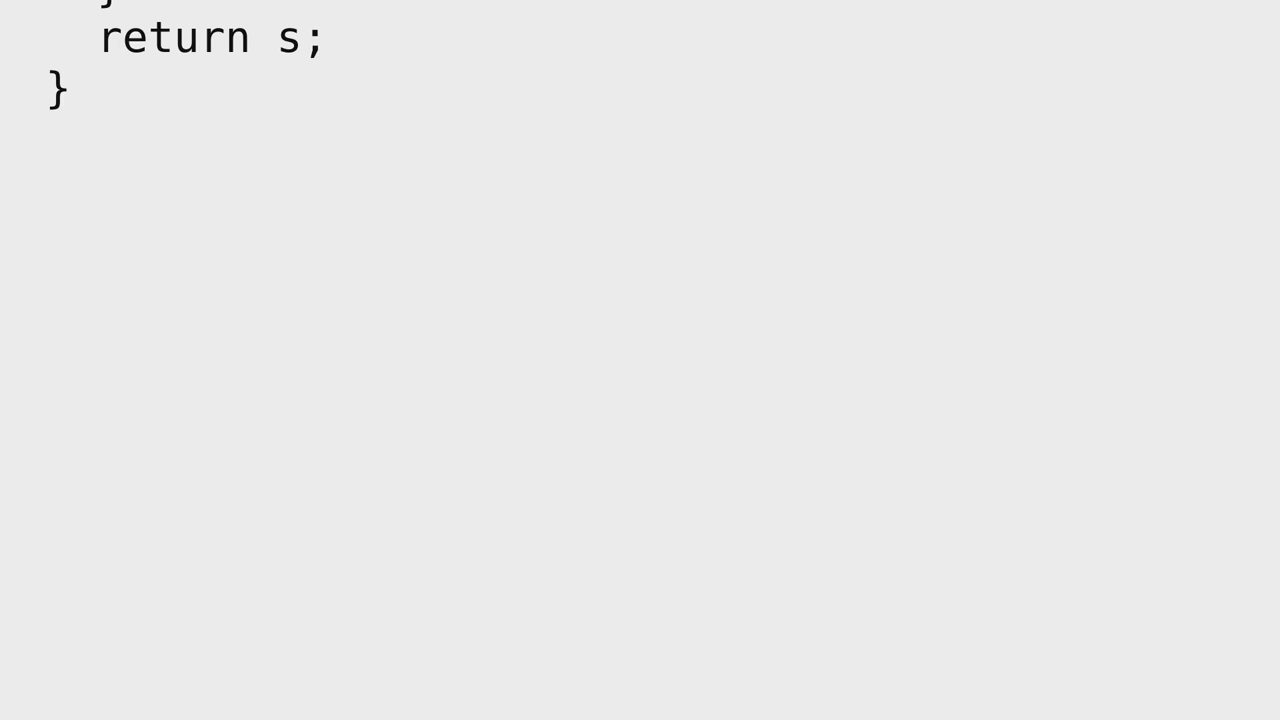 }
return s;
}